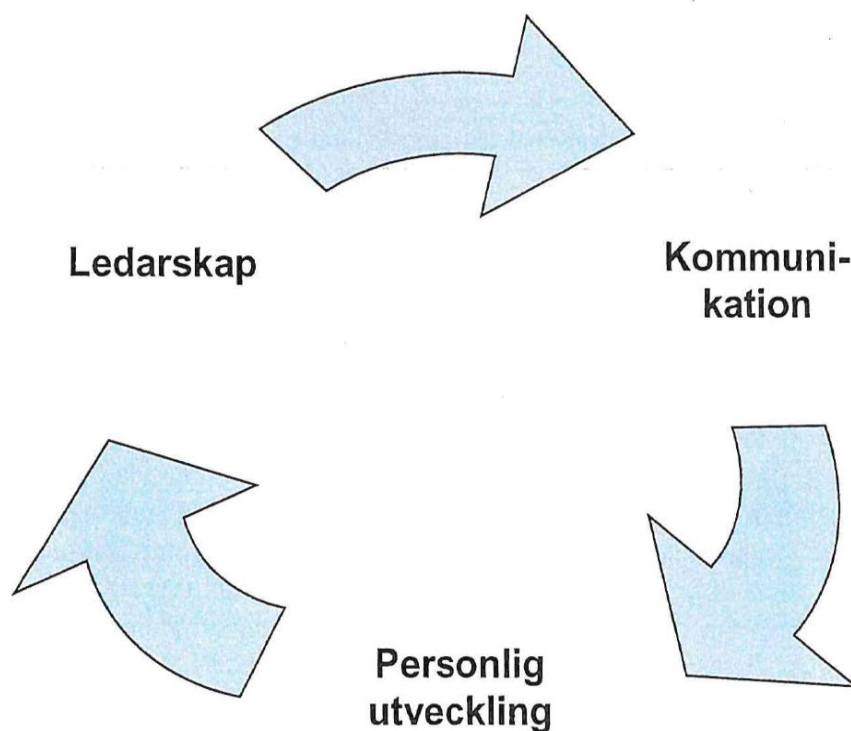 Ledarskap
Kommuni-
kation
Personlig
utveckling